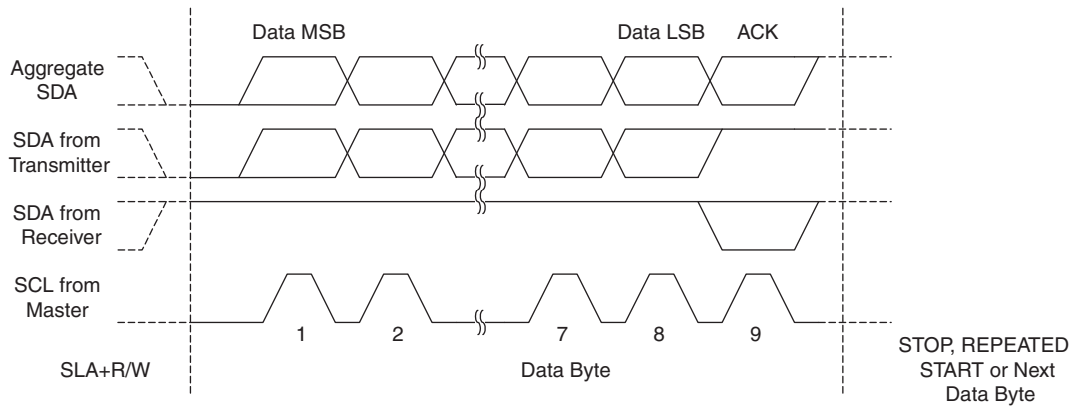 Data MSB
Data LSB
ACK
Aggregate
SDA
SDA from
Transmitter
SDA from
Receiver
SCL from
Master
1
2
7
8
9
SLA+R/W
Data Byte
STOP, REPEATED
START or Next
Data Byte